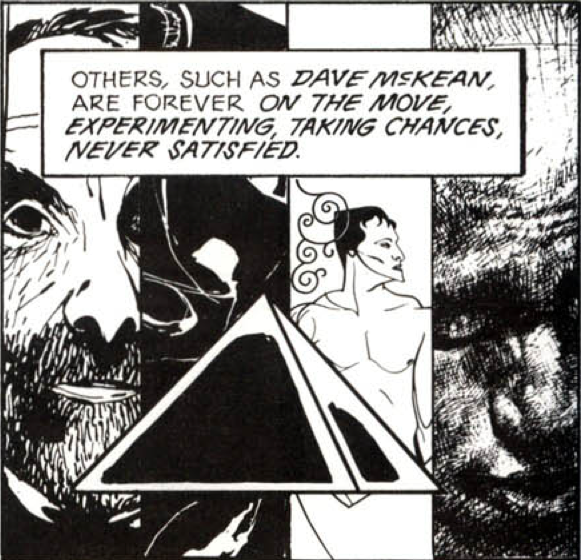 OTHERS, SUCH AS DAVE McKEAN,
ARE FOREVER ON THE MOVE,
EXPERIMENTING, TAKING CHANCES,
NEVER SATISFIED.